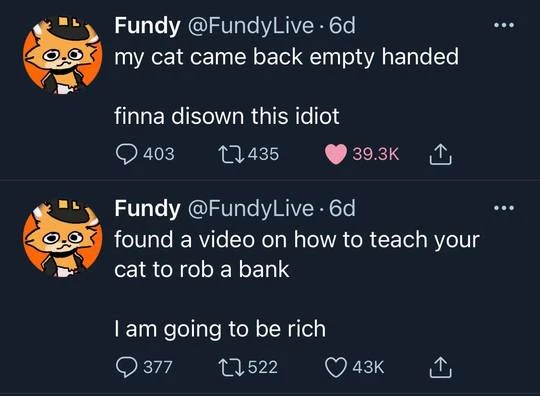 Fundy @FundyLive · 6d
my cat came back empty handed
finna disown this idiot
403 435 39.3K
Fundy @FundyLive · 6d
found a video on how to teach your
cat to rob a bank
I am going to be rich
377 522 43K